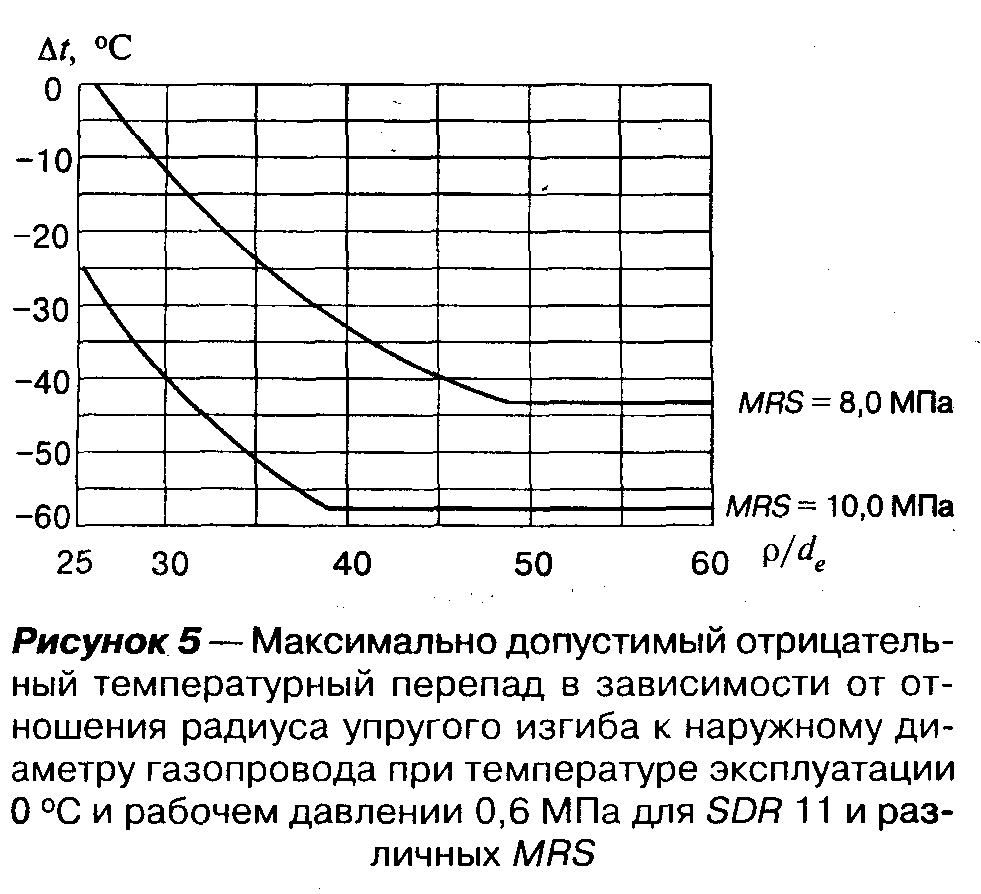 Δt, °C
0
−10
−20
−30
−40
−50
−60
MRS = 8,0 МПа
MRS = 10,0 МПа
25 30 40 50 60 ρ/dₑ
Рисунок 5 — Максимально допустимый отрицатель-
ный температурный перепад в зависимости от от-
ношения радиуса упругого изгиба к наружному ди-
аметру газопровода при температуре эксплуатации
0 °С и рабочем давлении 0,6 МПа для SDR 11 и раз-
личных MRS